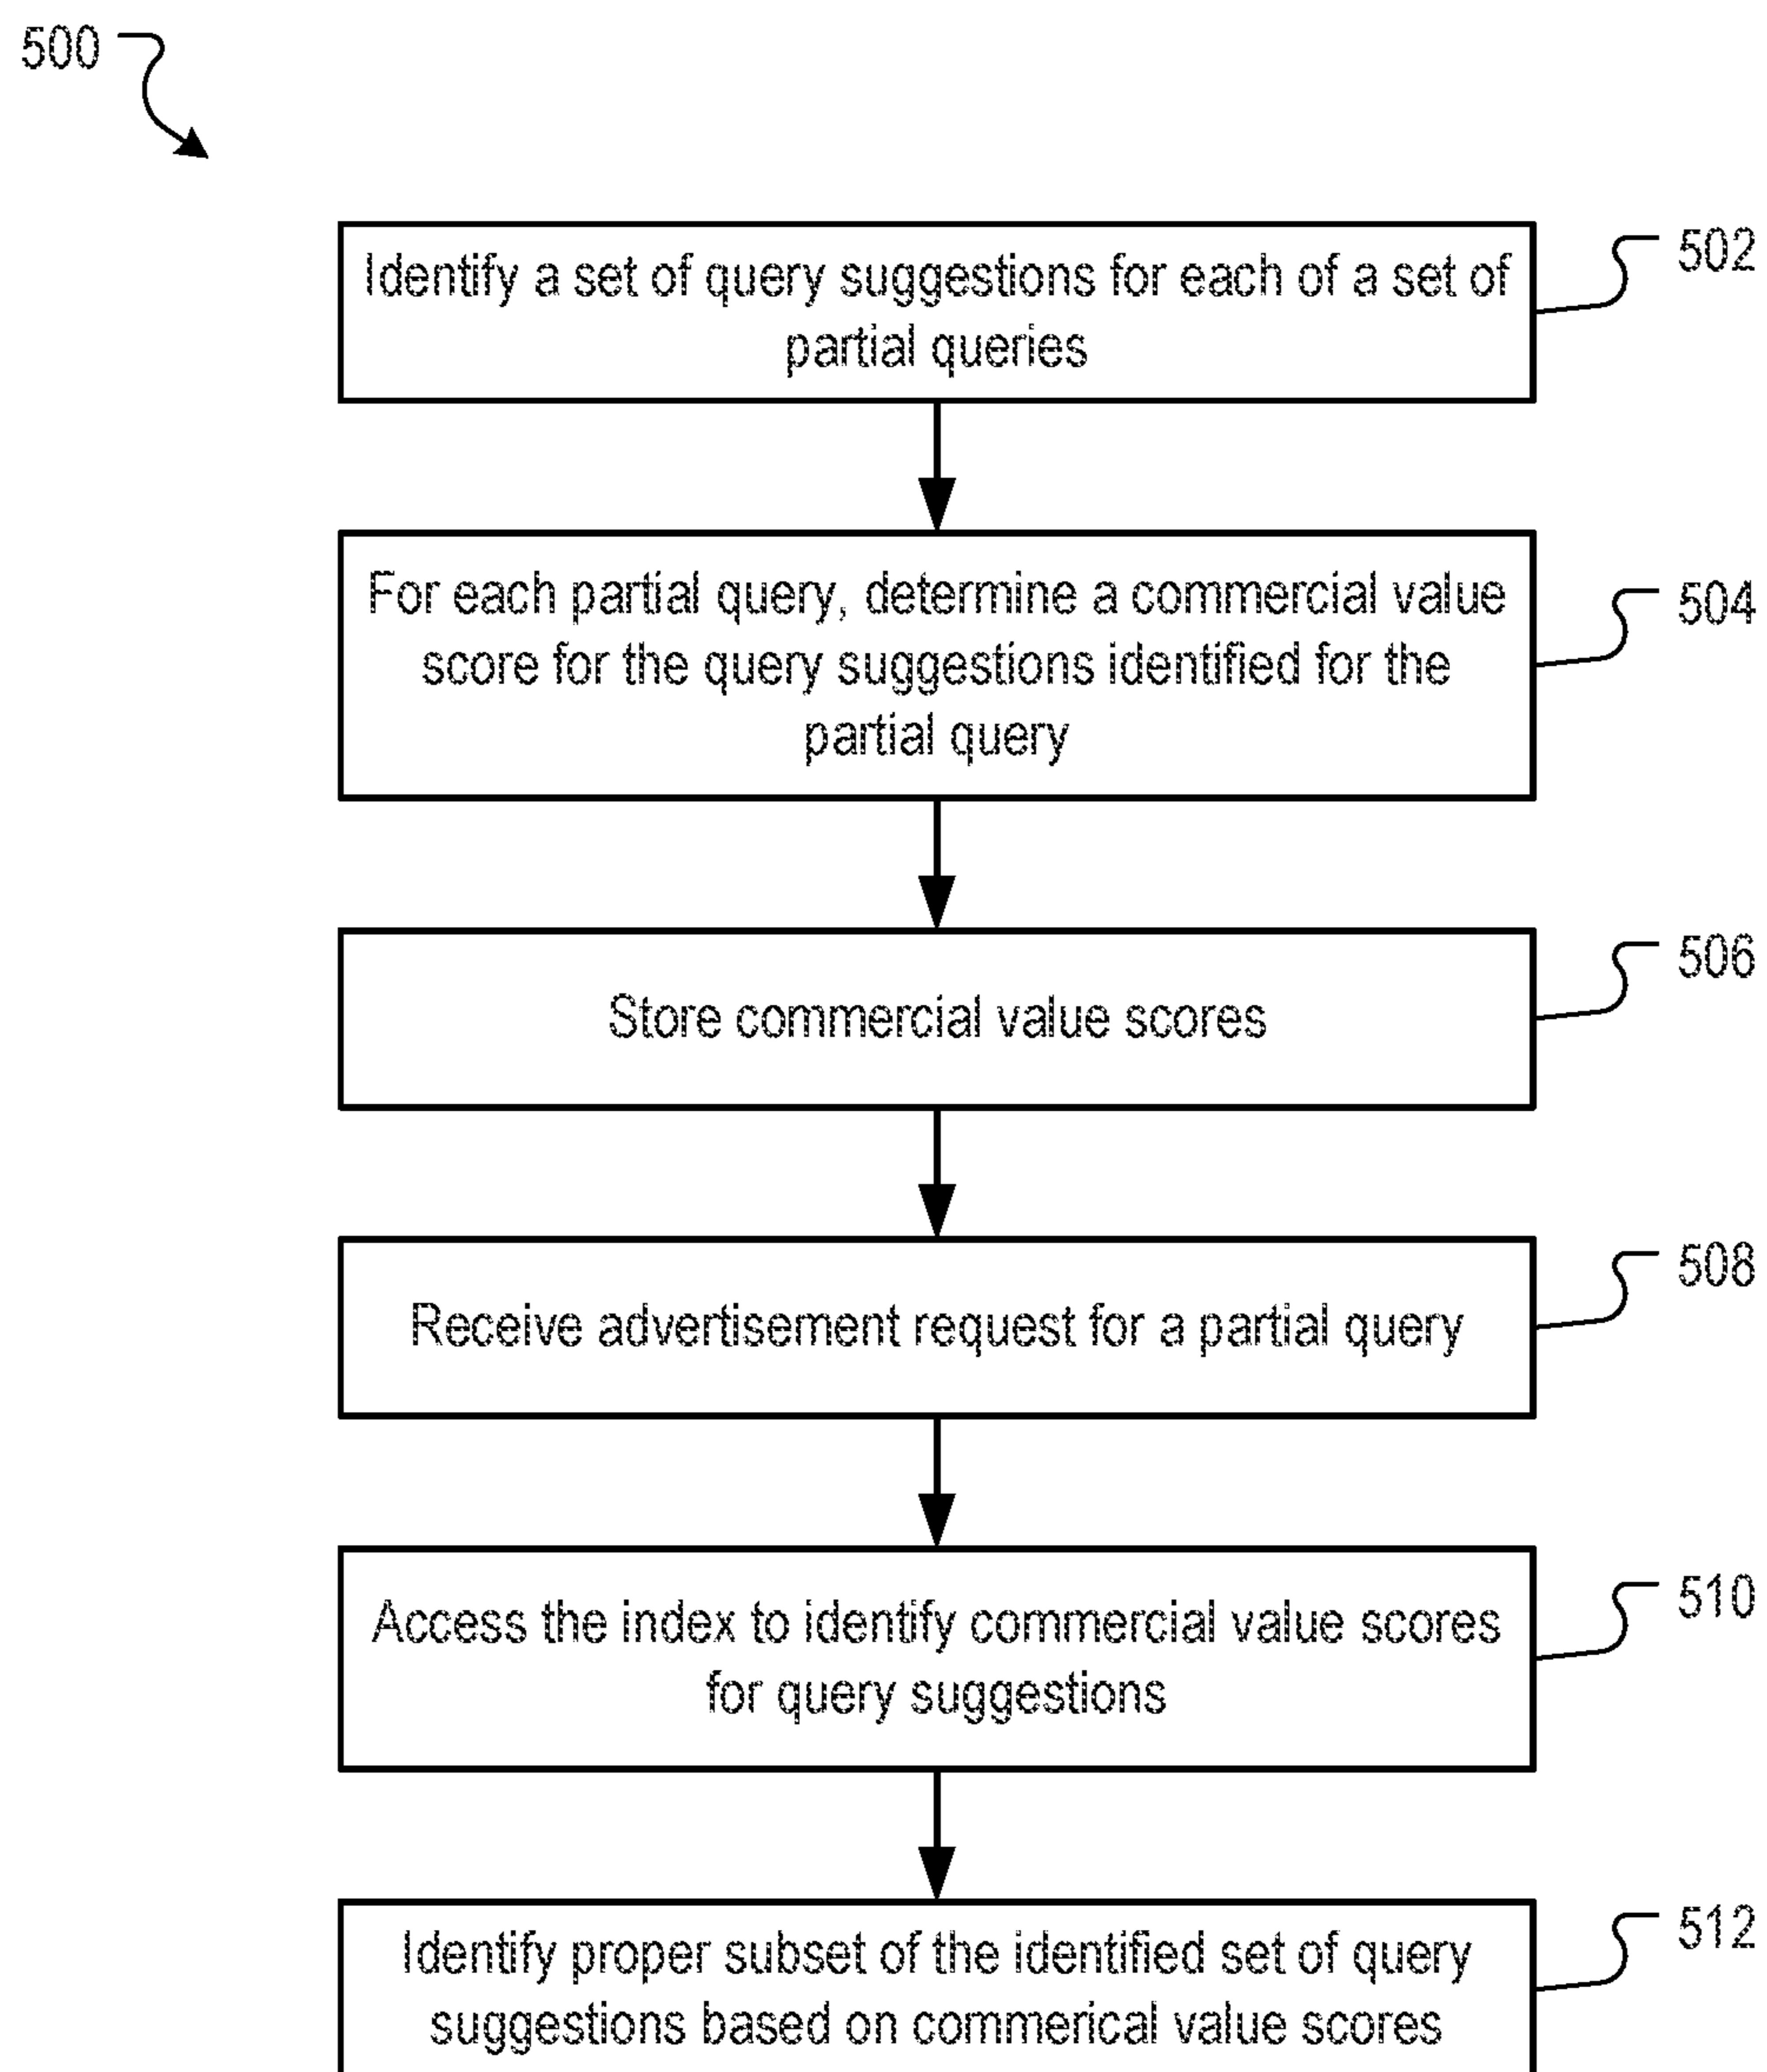 500
Identify a set of query suggestions for each of a set of
partial queries
502
For each partial query, determine a commercial value
score for the query suggestions identified for the
partial query
504
Store commercial value scores
506
Receive advertisement request for a partial query
508
Access the index to identify commercial value scores
for query suggestions
510
Identify proper subset of the identified set of query
suggestions based on commerical value scores
512